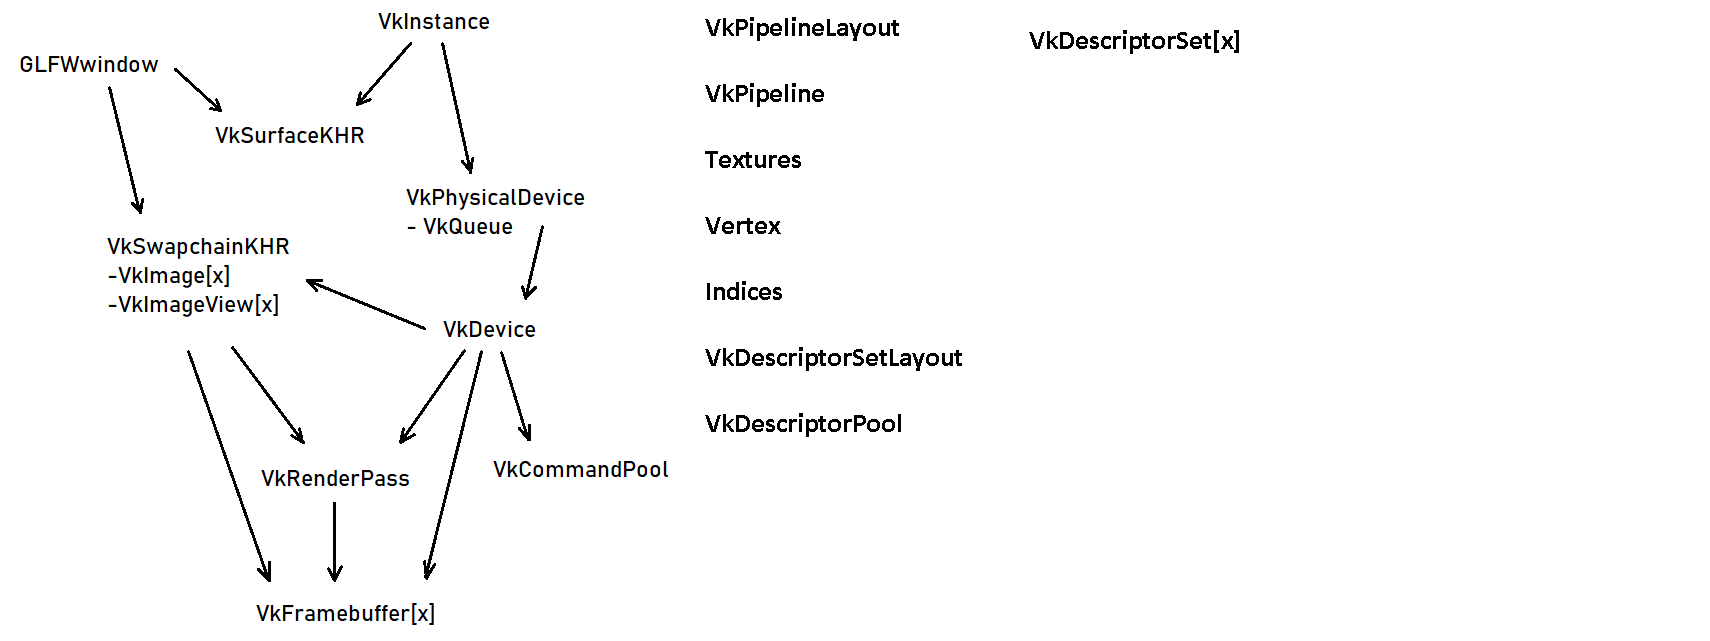 VkInstance
GLFWwindow
VkSurfaceKHR
VkPhysicalDevice
- VkQueue
VkSwapchainKHR
-VkImage[x]
-VkImageView[x]
VkDevice
VkRenderPass
VkCommandPool
VkFramebuffer[x]
VkPipelineLayout
VkPipeline
Textures
Vertex
Indices
VkDescriptorSetLayout
VkDescriptorPool
VkDescriptorSet[x]